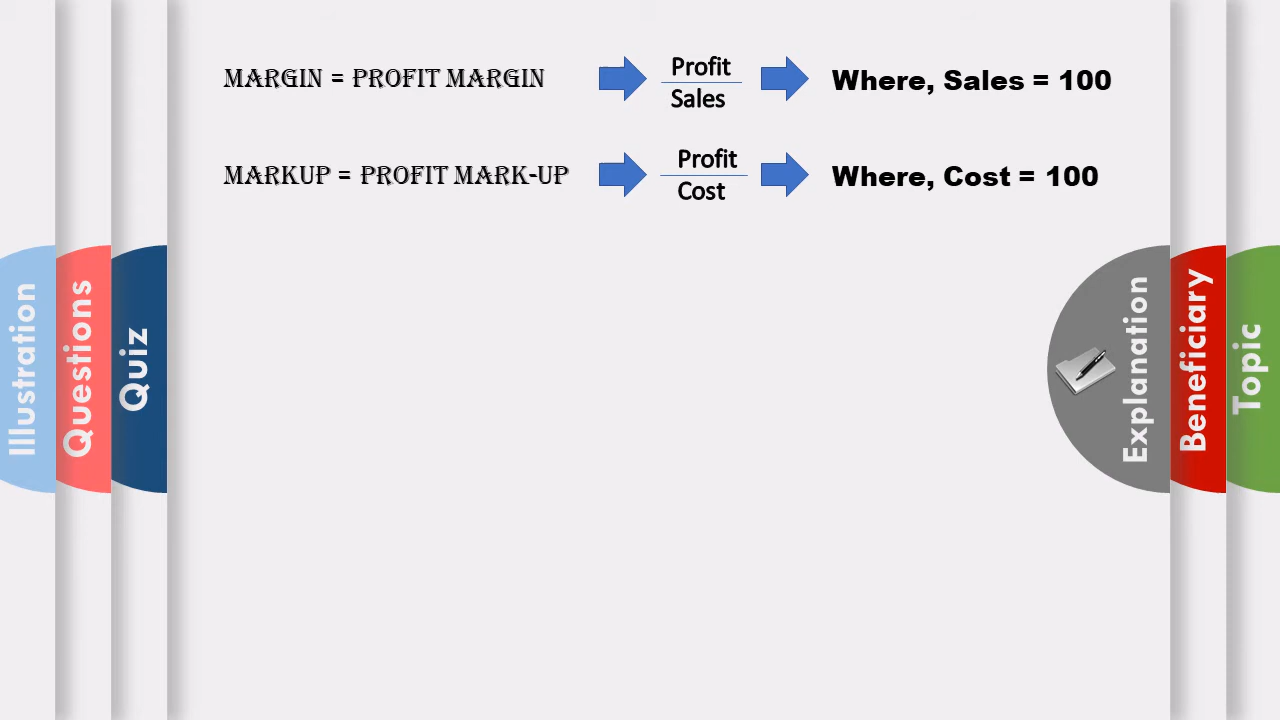 MARGIN = PROFIT MARGIN
Profit
Sales
Where, Sales = 100
MARKUP = PROFIT MARK-UP
Profit
Cost
Where, Cost = 100
Illustration
Questions
Quiz
Explanation
Beneficiary
Topic